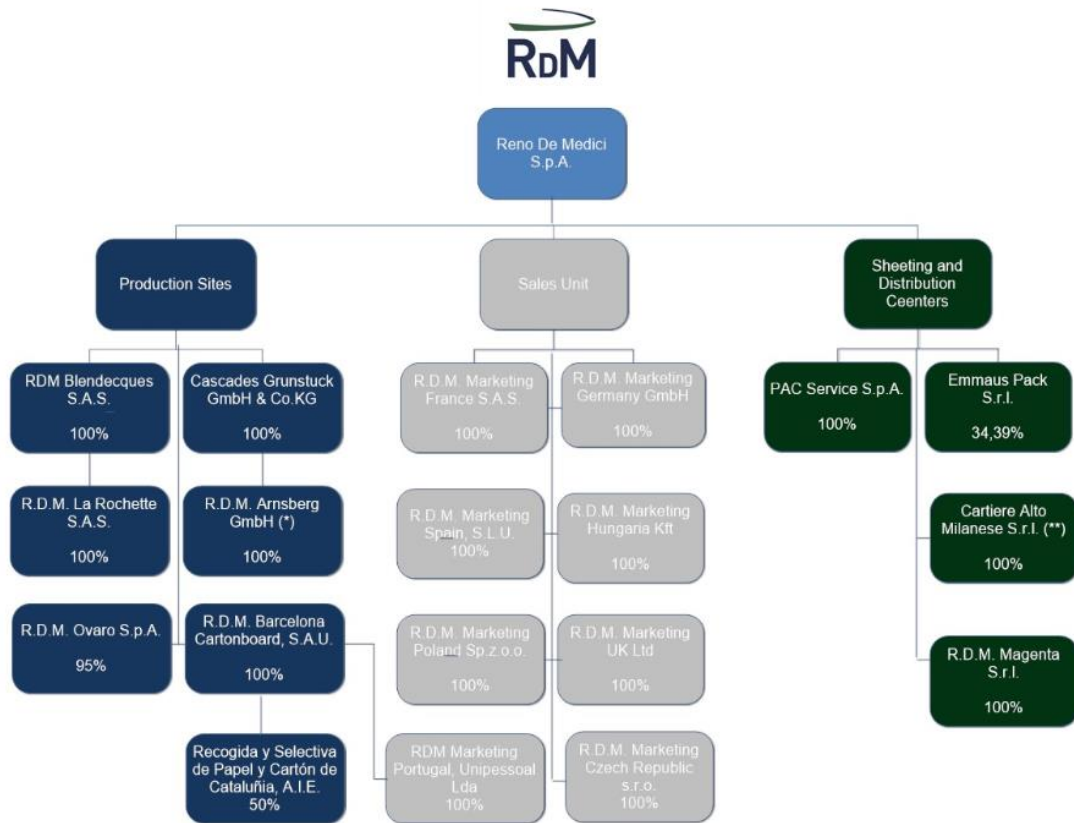 RDM
Reno De Medici
S.p.A.
Production Sites
Sales Unit
Sheeting and
Distribution
Ceenters
RDM Blendecques
S.A.S.
100%
Cascades Grunstuck
GmbH & Co.KG
100%
R.D.M. Marketing
France S.A.S.
100%
R.D.M. Marketing
Germany GmbH
100%
PAC Service S.p.A.
100%
Emmaus Pack
S.r.l.
34,39%
R.D.M. La Rochette
S.A.S.
100%
R.D.M. Arnsberg
GmbH (*)
100%
R.D.M. Marketing
Spain, S.L.U.
100%
R.D.M. Marketing
Hungaria Kft
100%
Cartiere Alto
Milanese S.r.l. (**)
100%
R.D.M. Ovaro S.p.A.
95%
R.D.M. Barcelona
Cartonboard, S.A.U.
100%
R.D.M. Marketing
Poland Sp.z.o.o.
100%
R.D.M. Marketing
UK Ltd
100%
R.D.M. Magenta
S.r.l.
100%
Recogida y Selectiva
de Papel y Cartón de
Cataluñia, A.I.E.
50%
RDM Marketing
Portugal, Unipessoal
Lda
100%
R.D.M. Marketing
Czech Republic
s.r.o.
100%